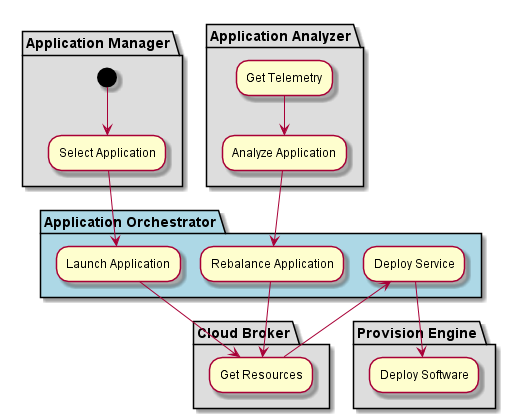 Application Manager
Select Application
Application Analyzer
Get Telemetry
Analyze Application
Application Orchestrator
Launch Application
Rebalance Application
Deploy Service
Cloud Broker
Get Resources
Provision Engine
Deploy Software